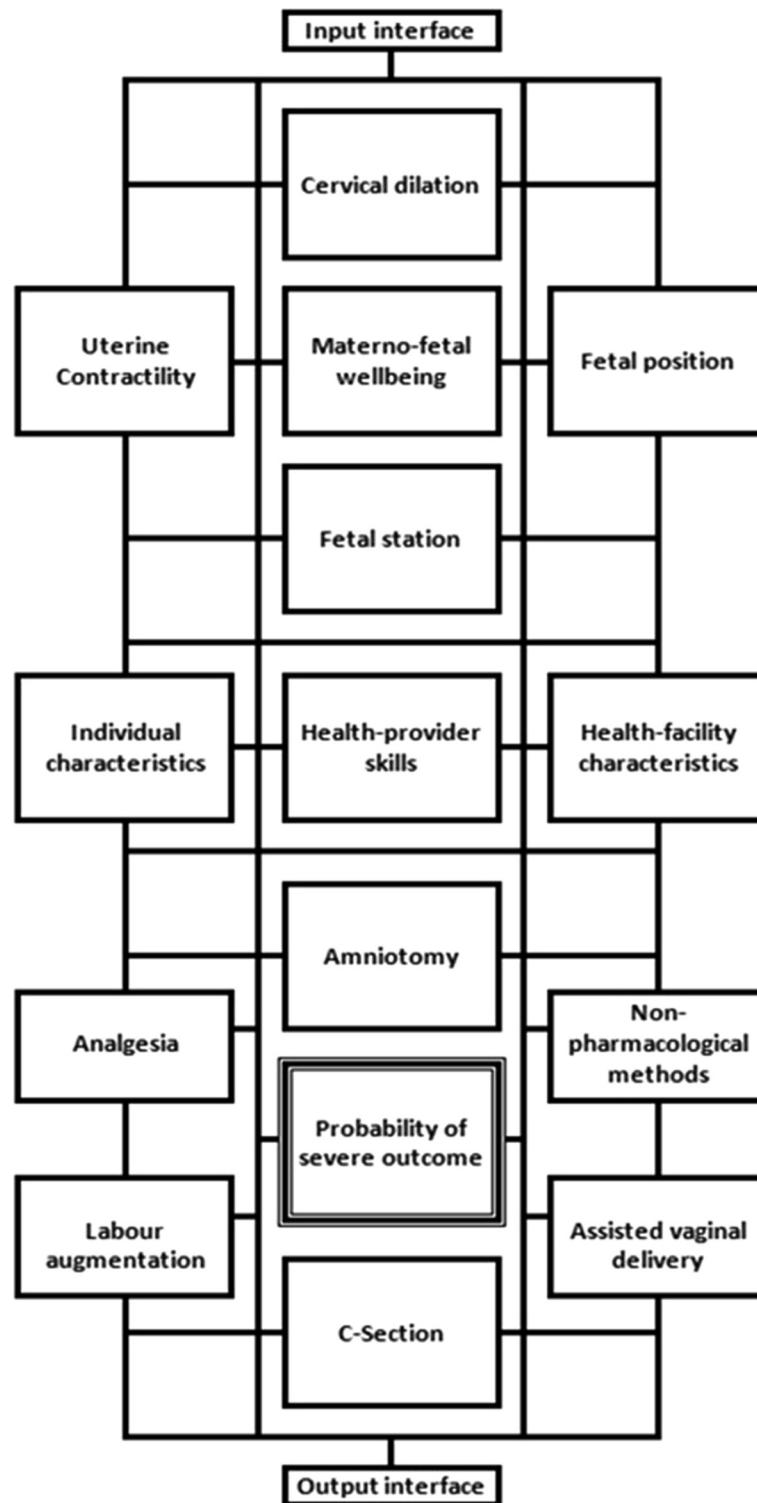 Input interface
Cervical dilation
Uterine
Contractility
Materno-fetal
wellbeing
Fetal position
Fetal station
Individual
characteristics
Health-provider
skills
Health-facility
characteristics
Amniotomy
Analgesia
Non-
pharmacological
methods
Probability of
severe outcome
Labour
augmentation
Assisted vaginal
delivery
C-Section
Output interface